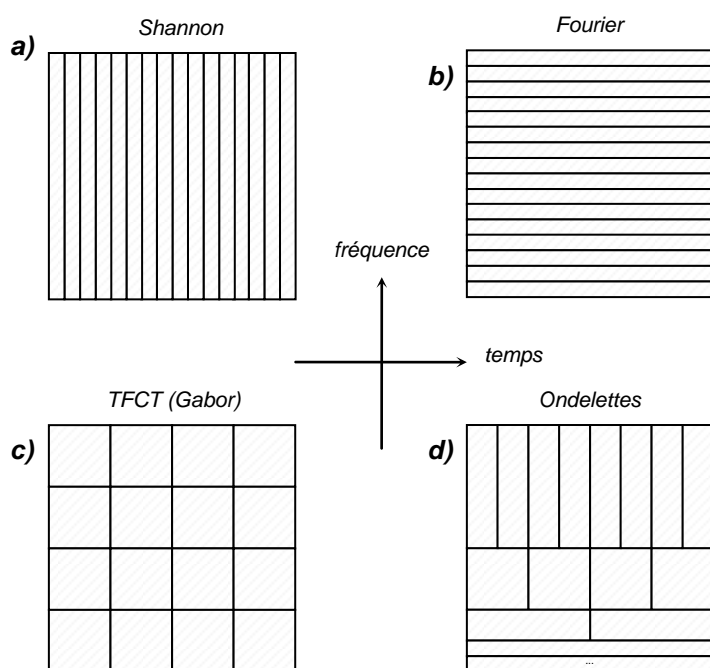 Shannon
a)
Fourier
b)
fréquence
temps
TFCT (Gabor)
c)
Ondelettes
d)
...